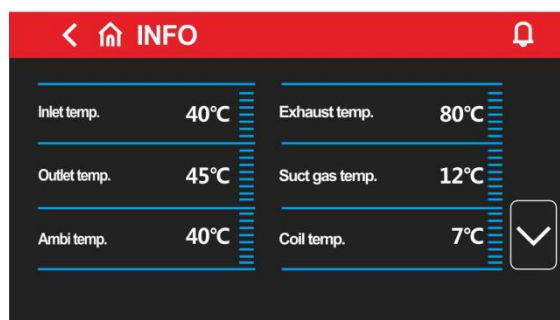 INFO
Inlet temp. 40℃ Exhaust temp. 80℃
Outlet temp. 45℃ Suct gas temp. 12℃
Ambi temp. 40℃ Coil temp. 7℃